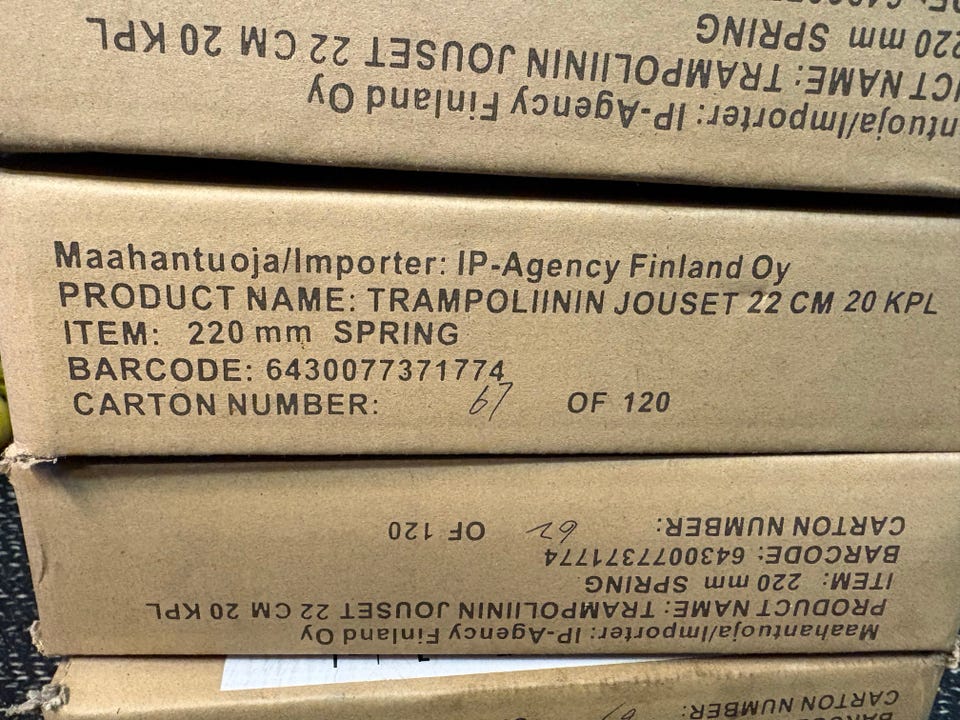 ntuoja/Importer: IP-Agency Finland Oy
CT NAME: TRAMPOLIININ JOUSET 22 CM 20 KPL
220 mm SPRING
Maahantuoja/Importer: IP-Agency Finland Oy
PRODUCT NAME: TRAMPOLIININ JOUSET 22 CM 20 KPL
ITEM: 220 mm SPRING
BARCODE: 6430077371774
CARTON NUMBER: 67 OF 120
Maahantuoja/Importer: IP-Agency Finland Oy
PRODUCT NAME: TRAMPOLIININ JOUSET 22 CM 20 KPL
ITEM: 220 mm SPRING
BARCODE: 6430077371774
CARTON NUMBER: OF 120
CARTON NUMBER: